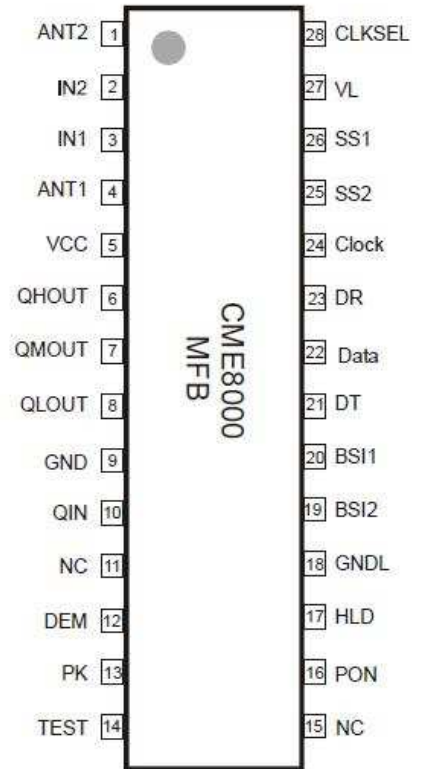 ANT2 1 28 CLKSEL
IN2 2 27 VL
IN1 3 26 SS1
ANT1 4 25 SS2
VCC 5 24 Clock
QHOUT 6 23 DR
QMOUT 7 22 Data
QLOUT 8 21 DT
GND 9 20 BSI1
QIN 10 19 BSI2
NC 11 18 GNDL
DEM 12 17 HLD
PK 13 16 PON
TEST 14 15 NC
CME8000
MFB